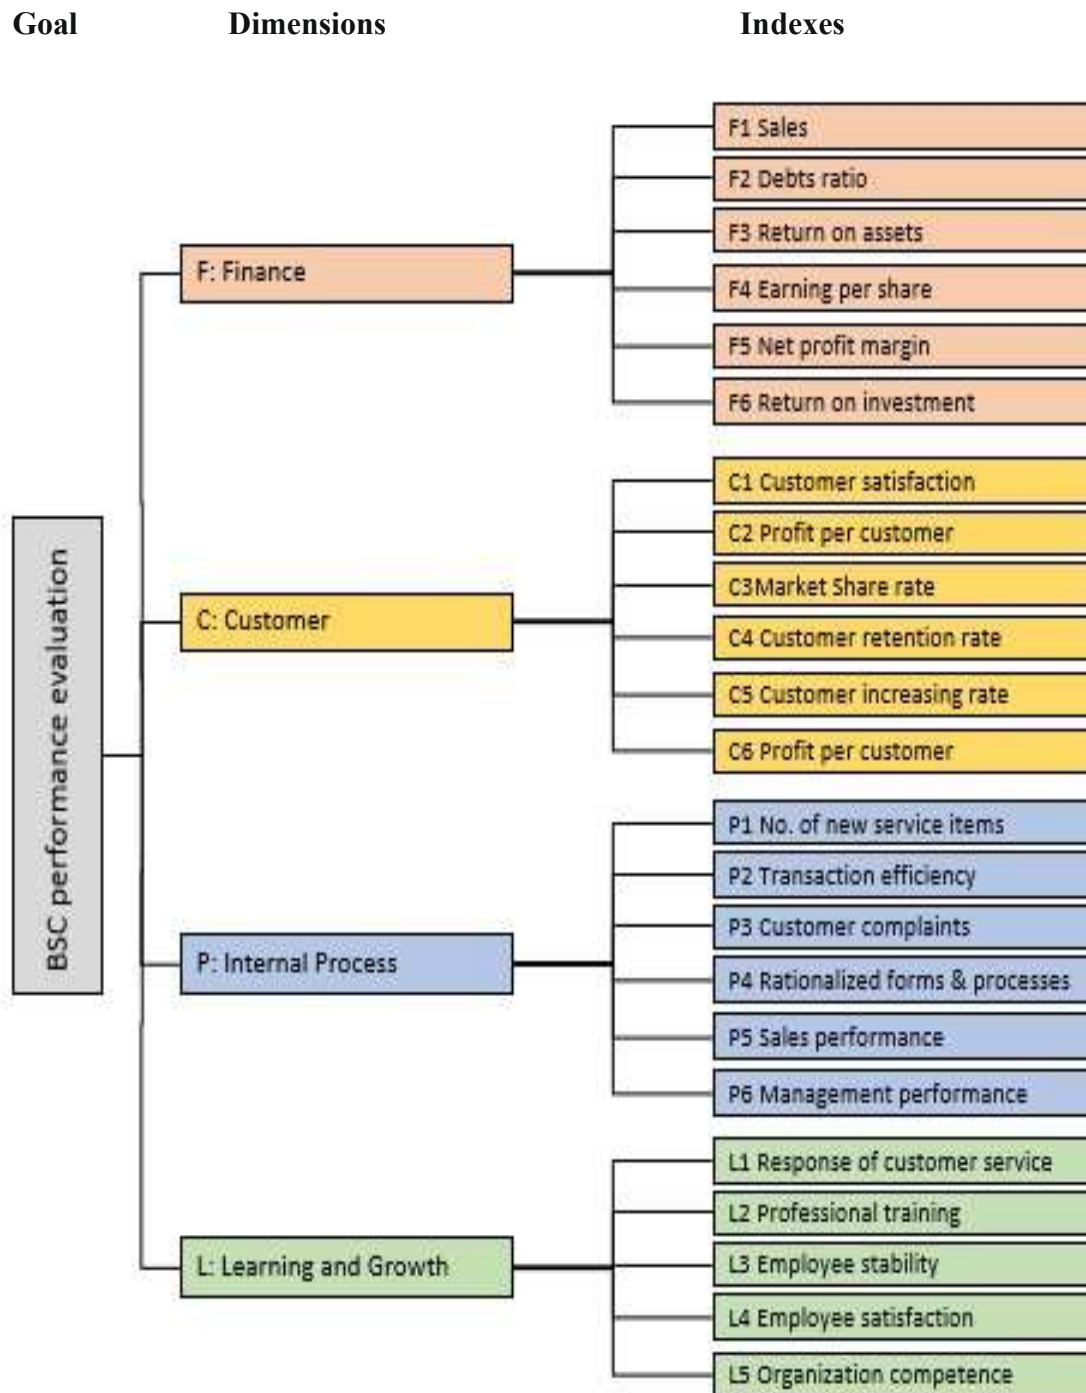 Goal Dimensions Indexes
F1 Sales
F2 Debts ratio
F3 Return on assets
F: Finance
F4 Earning per share
F5 Net profit margin
F6 Return on investment
C1 Customer satisfaction
C2 Profit per customer
C3Market Share rate
C: Customer
C4 Customer retention rate
C5 Customer increasing rate
C6 Profit per customer
BSC performance evaluation
P1 No. of new service items
P2 Transaction efficiency
P3 Customer complaints
P: Internal Process
P4 Rationalized forms & processes
P5 Sales performance
P6 Management performance
L1 Response of customer service
L2 Professional training
L3 Employee stability
L: Learning and Growth
L4 Employee satisfaction
L5 Organization competence